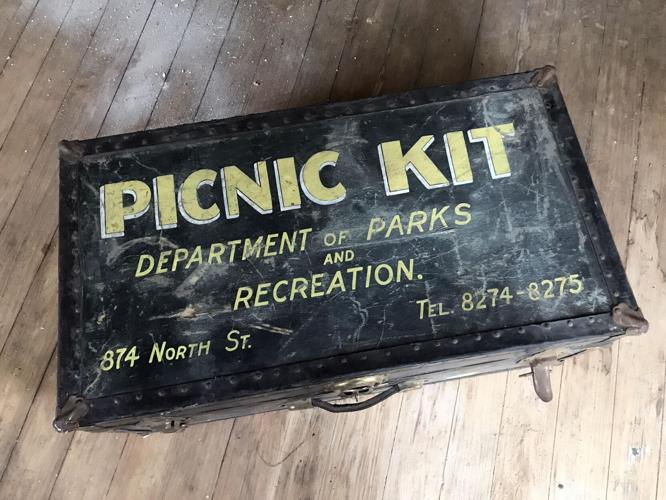 PICNIC KIT
DEPARTMENT OF PARKS
AND
RECREATION.
874 NORTH ST.
TEL. 8274-8275